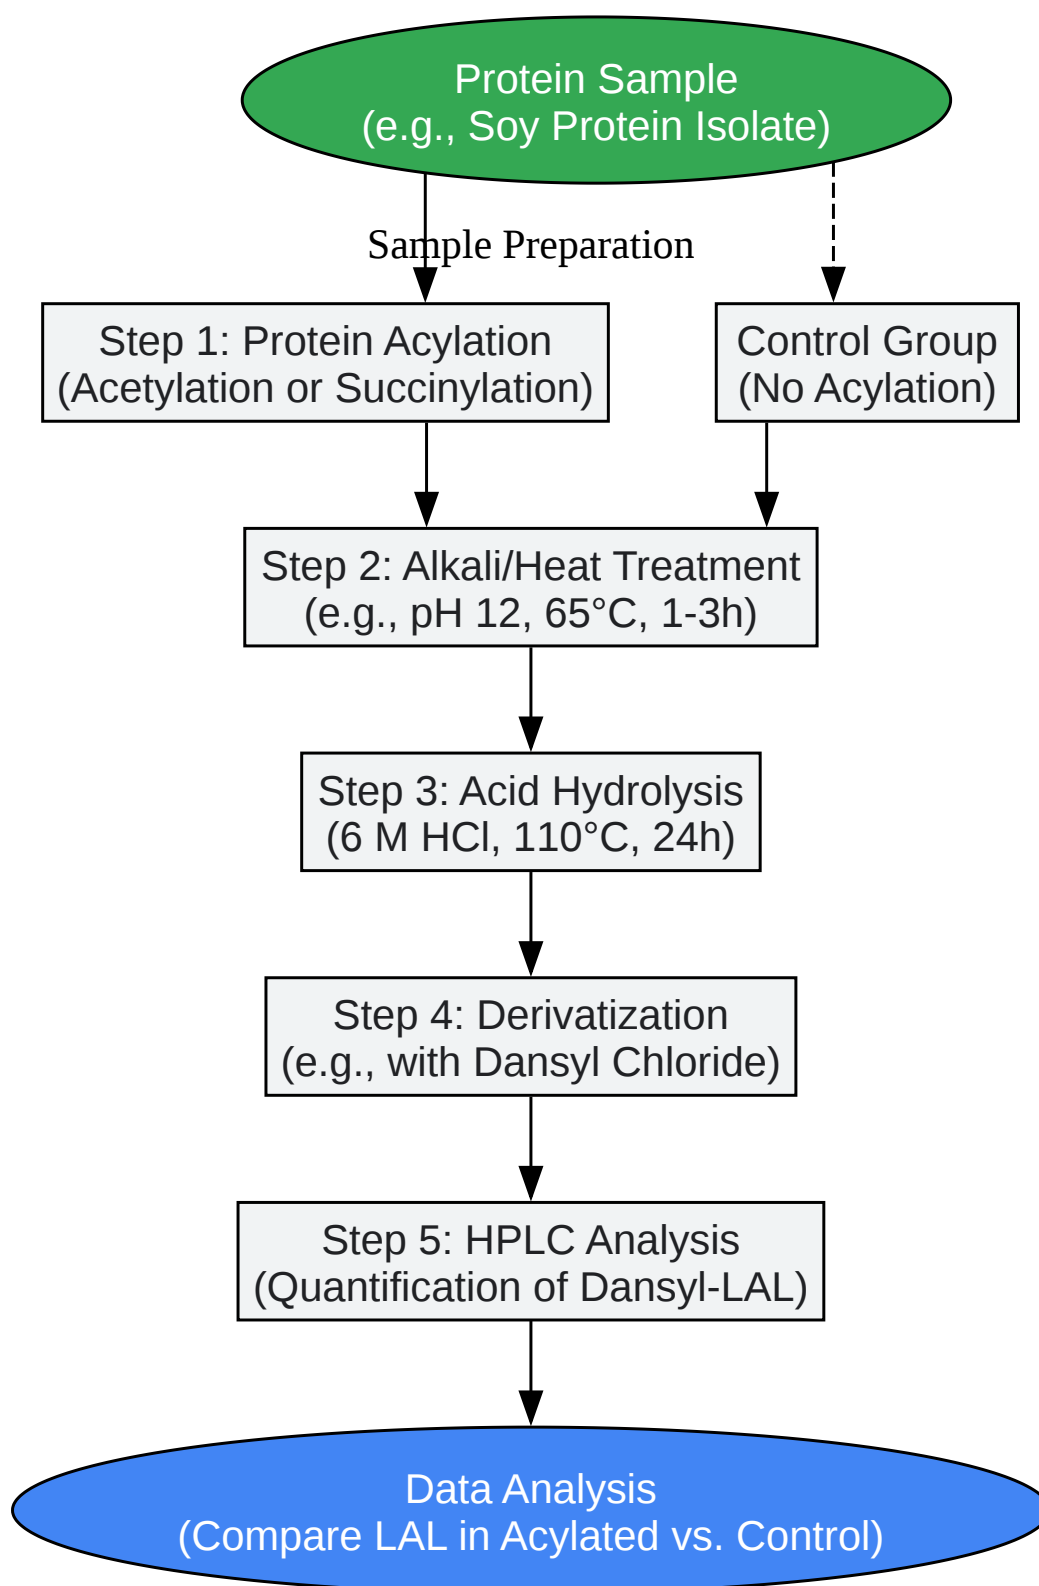 Protein Sample
(e.g., Soy Protein Isolate)
Sample Preparation
Step 1: Protein Acylation
(Acetylation or Succinylation)
Control Group
(No Acylation)
Step 2: Alkali/Heat Treatment
(e.g., pH 12, 65°C, 1-3h)
Step 3: Acid Hydrolysis
(6 M HCl, 110°C, 24h)
Step 4: Derivatization
(e.g., with Dansyl Chloride)
Step 5: HPLC Analysis
(Quantification of Dansyl-LAL)
Data Analysis
(Compare LAL in Acylated vs. Control)